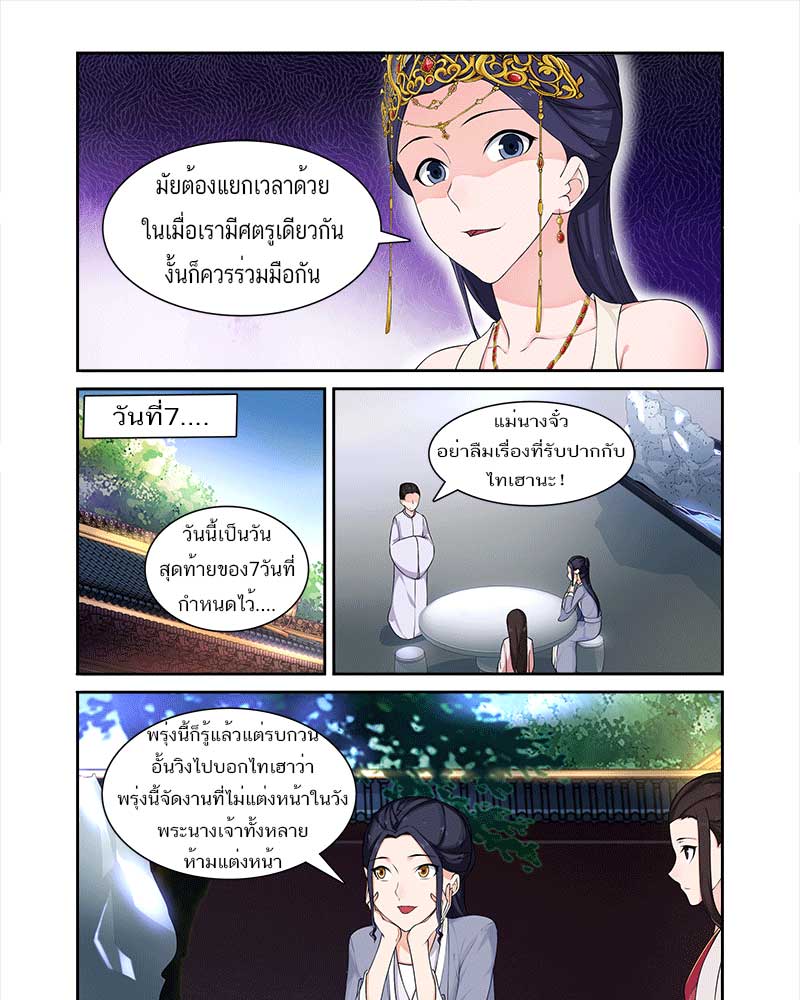 มัยต้องแยกเวลาด้วย
ในเมื่อเรามีศตรูเดียวกัน
งั้นก็ควรร่วมมือกัน
วันที่7....
วันนี้เป็นวัน
สุดท้ายของ7วันที่
กำหนดไว้....
แม่นางจั๋ว
อย่าลืมเรื่องที่รับปากกับ
ไทเฮานะ!
พรุ่งนี้ก็รู้แล้วแต่รบกวน
อั้นวิงไปบอกไทเฮาว่า
พรุ่งนี้จัดงานที่ไม่แต่งหน้าในวัง
พระนางเจ้าทั้งหลาย
ห้ามแต่งหน้า